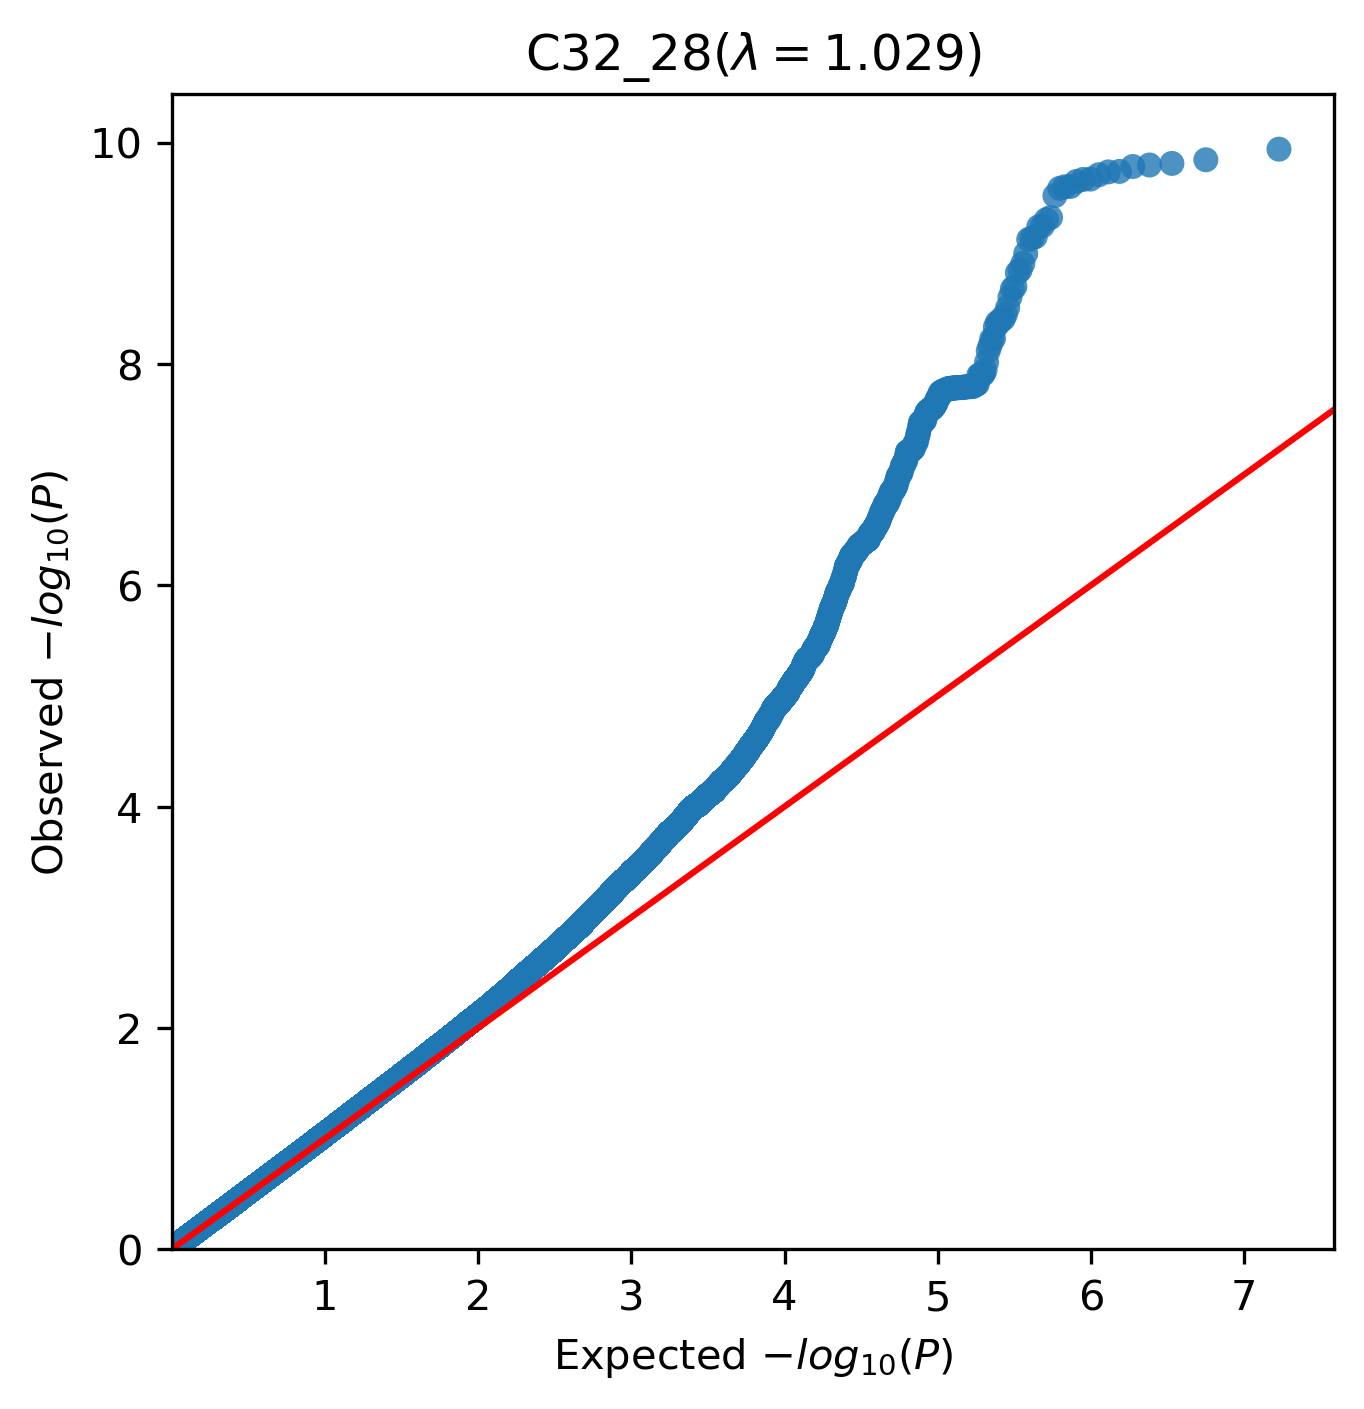 C32_28(λ = 1.029)
Observed −log₁₀(P)
10
8
6
4
2
0
1 2 3 4 5 6 7
Expected −log₁₀(P)